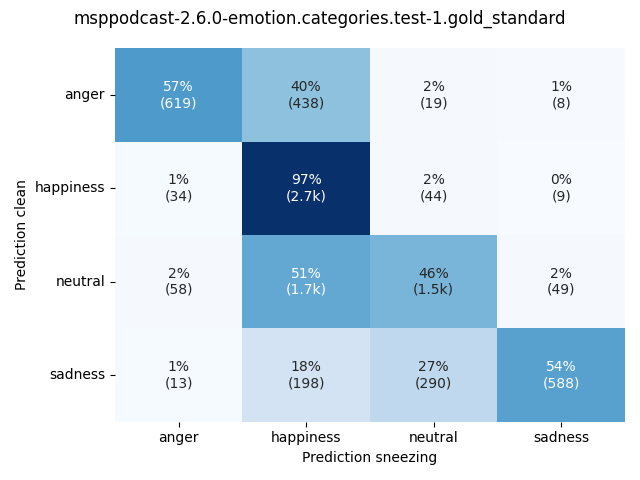 msppodcast-2.6.0-emotion.categories.test-1.gold_standard
Prediction clean
anger
57%
(619)
40%
(438)
2%
(19)
1%
(8)
happiness
1%
(34)
97%
(2.7k)
2%
(44)
0%
(9)
neutral
2%
(58)
51%
(1.7k)
46%
(1.5k)
2%
(49)
sadness
1%
(13)
18%
(198)
27%
(290)
54%
(588)
anger
happiness
neutral
sadness
Prediction sneezing